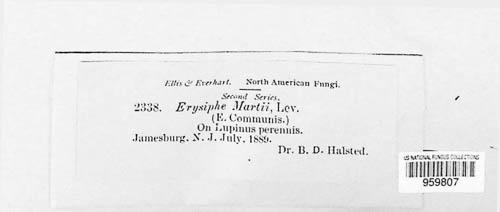 Ellis & Everhart. North American Fungi.
Second Series.
2338. Erysiphe Martii, Lev.
(E. Communis.)
On Lupinus perennis.
Jamesburg, N. J. July, 1889.
Dr. B. D. Halsted.
US NATIONAL FUNGUS COLLECTIONS
959807